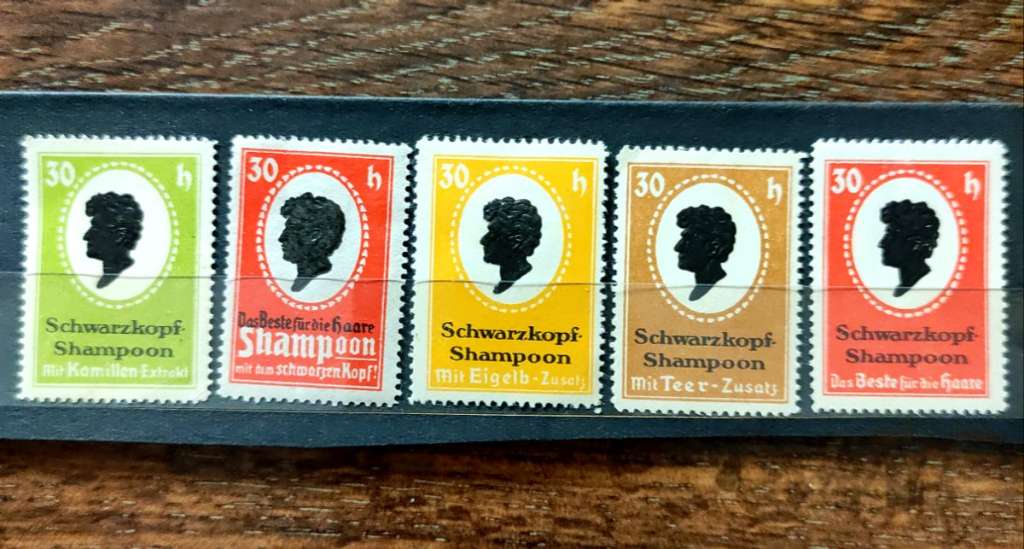 30 h
Schwarzkopf-
Shampoon
Mit Kamillen-Extrakt
30 h
Das Beste für die Haare
Shampoon
mit dem schwarzen Kopf!
30 h
Schwarzkopf-
Shampoon
Mit Eigelb-Zusatz
30 h
Schwarzkopf-
Shampoon
Mit Teer-Zusatz
30 h
Schwarzkopf-
Shampoon
Das Beste für die Haare